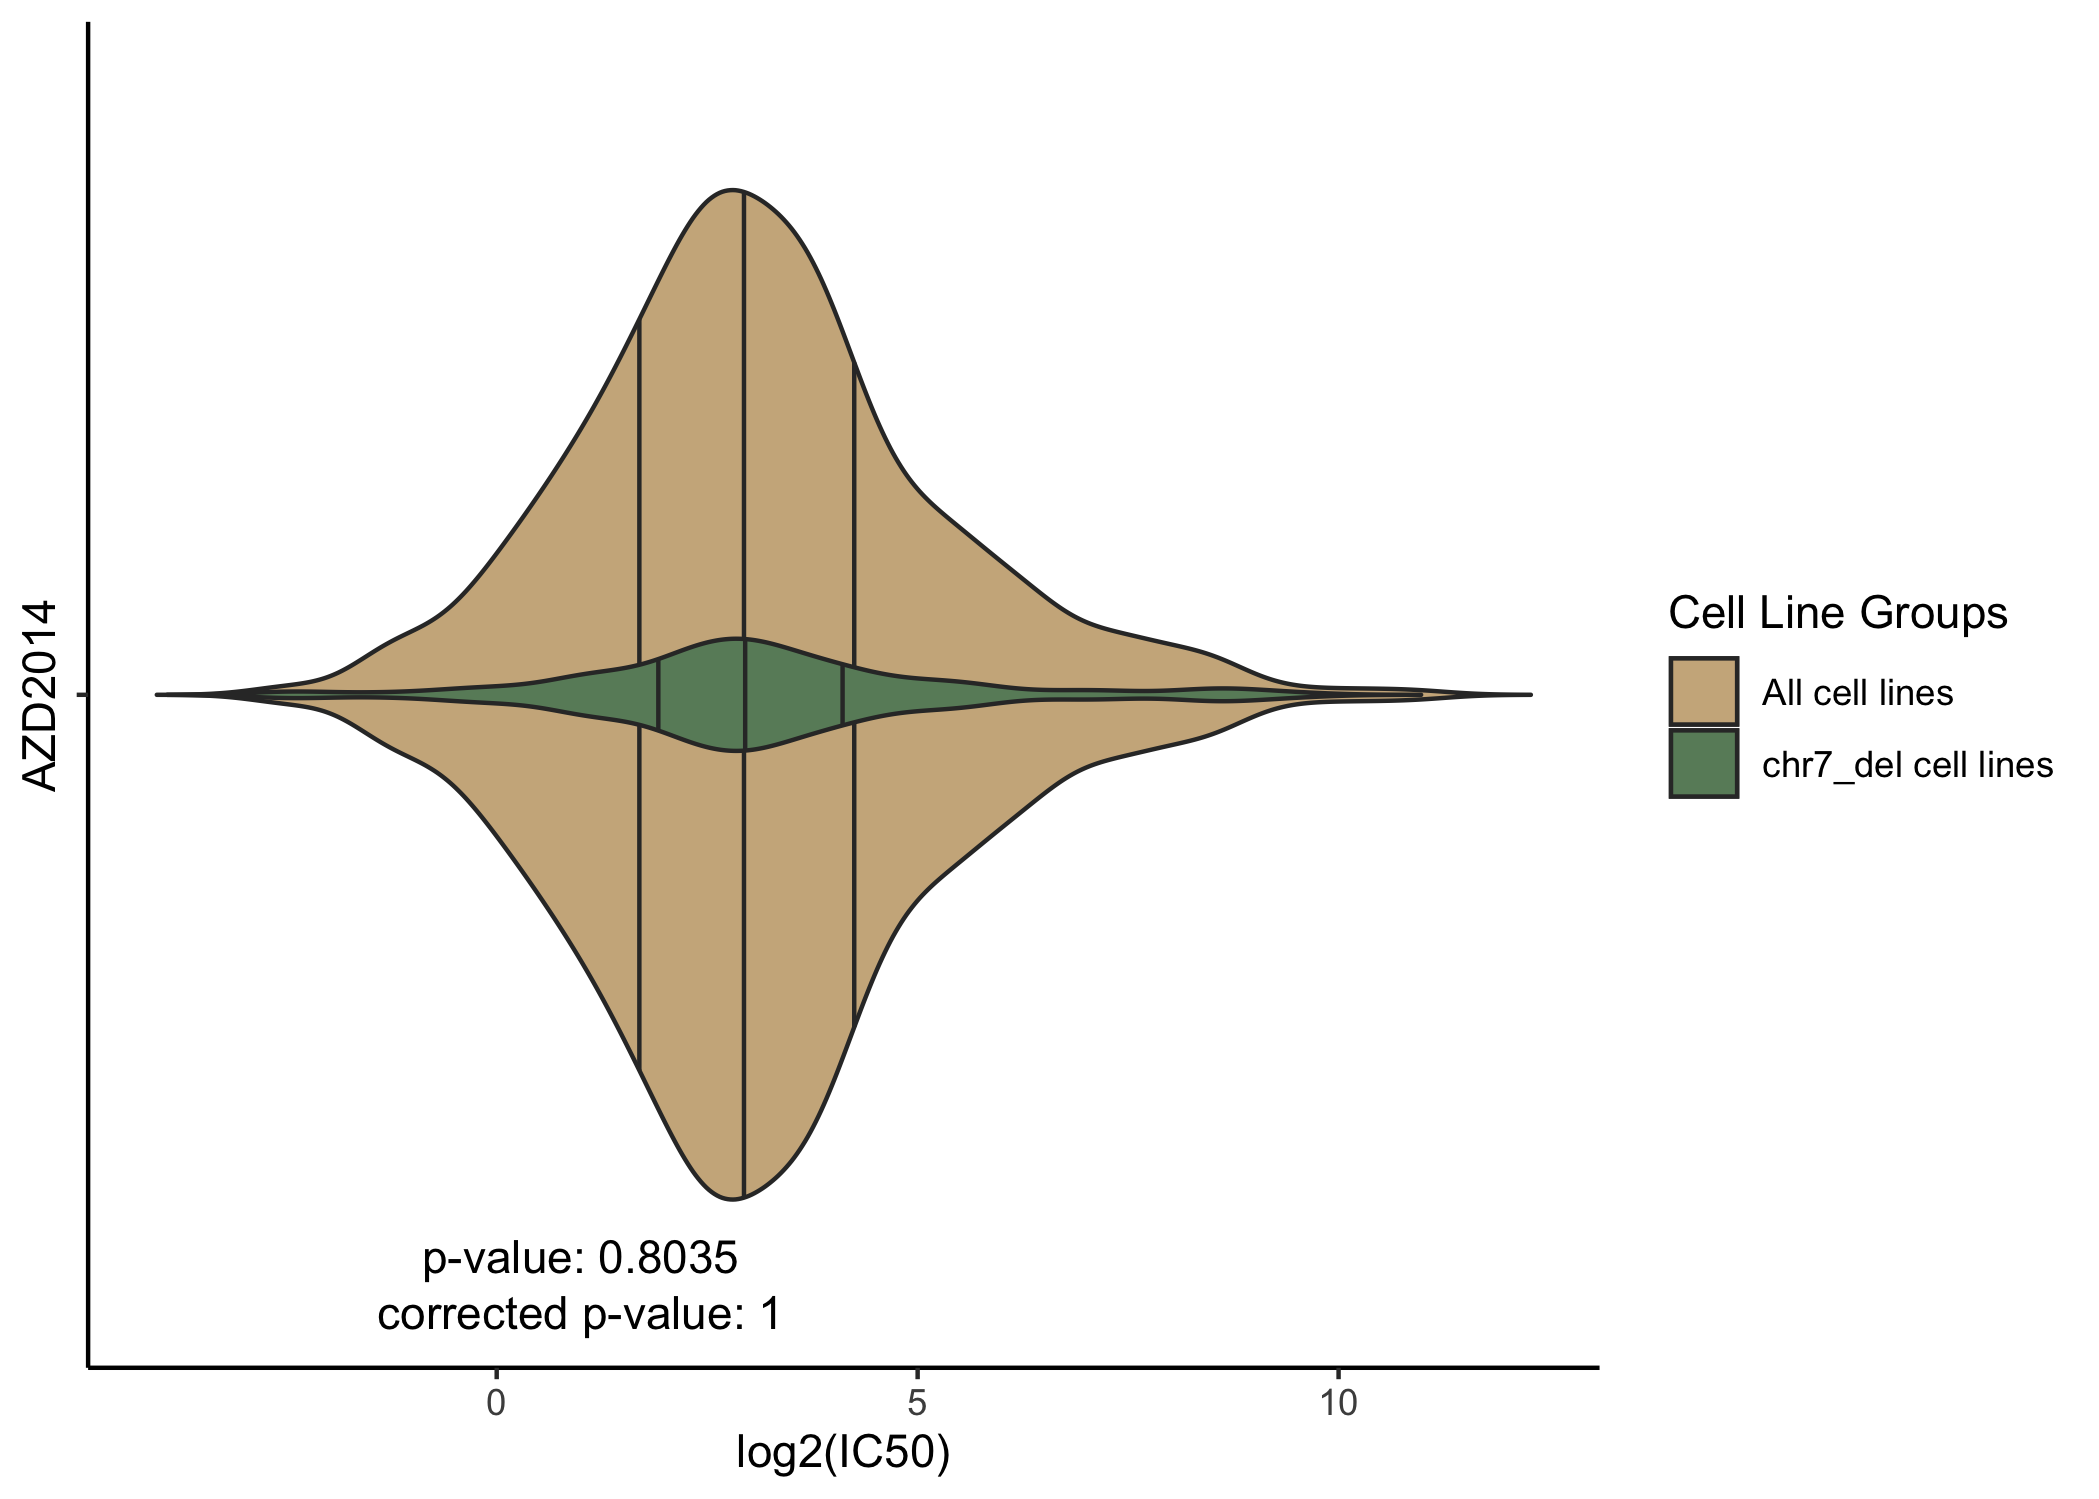 AZD2014
p-value: 0.8035
corrected p-value: 1
0
5
10
log2(IC50)
Cell Line Groups
All cell lines
chr7_del cell lines